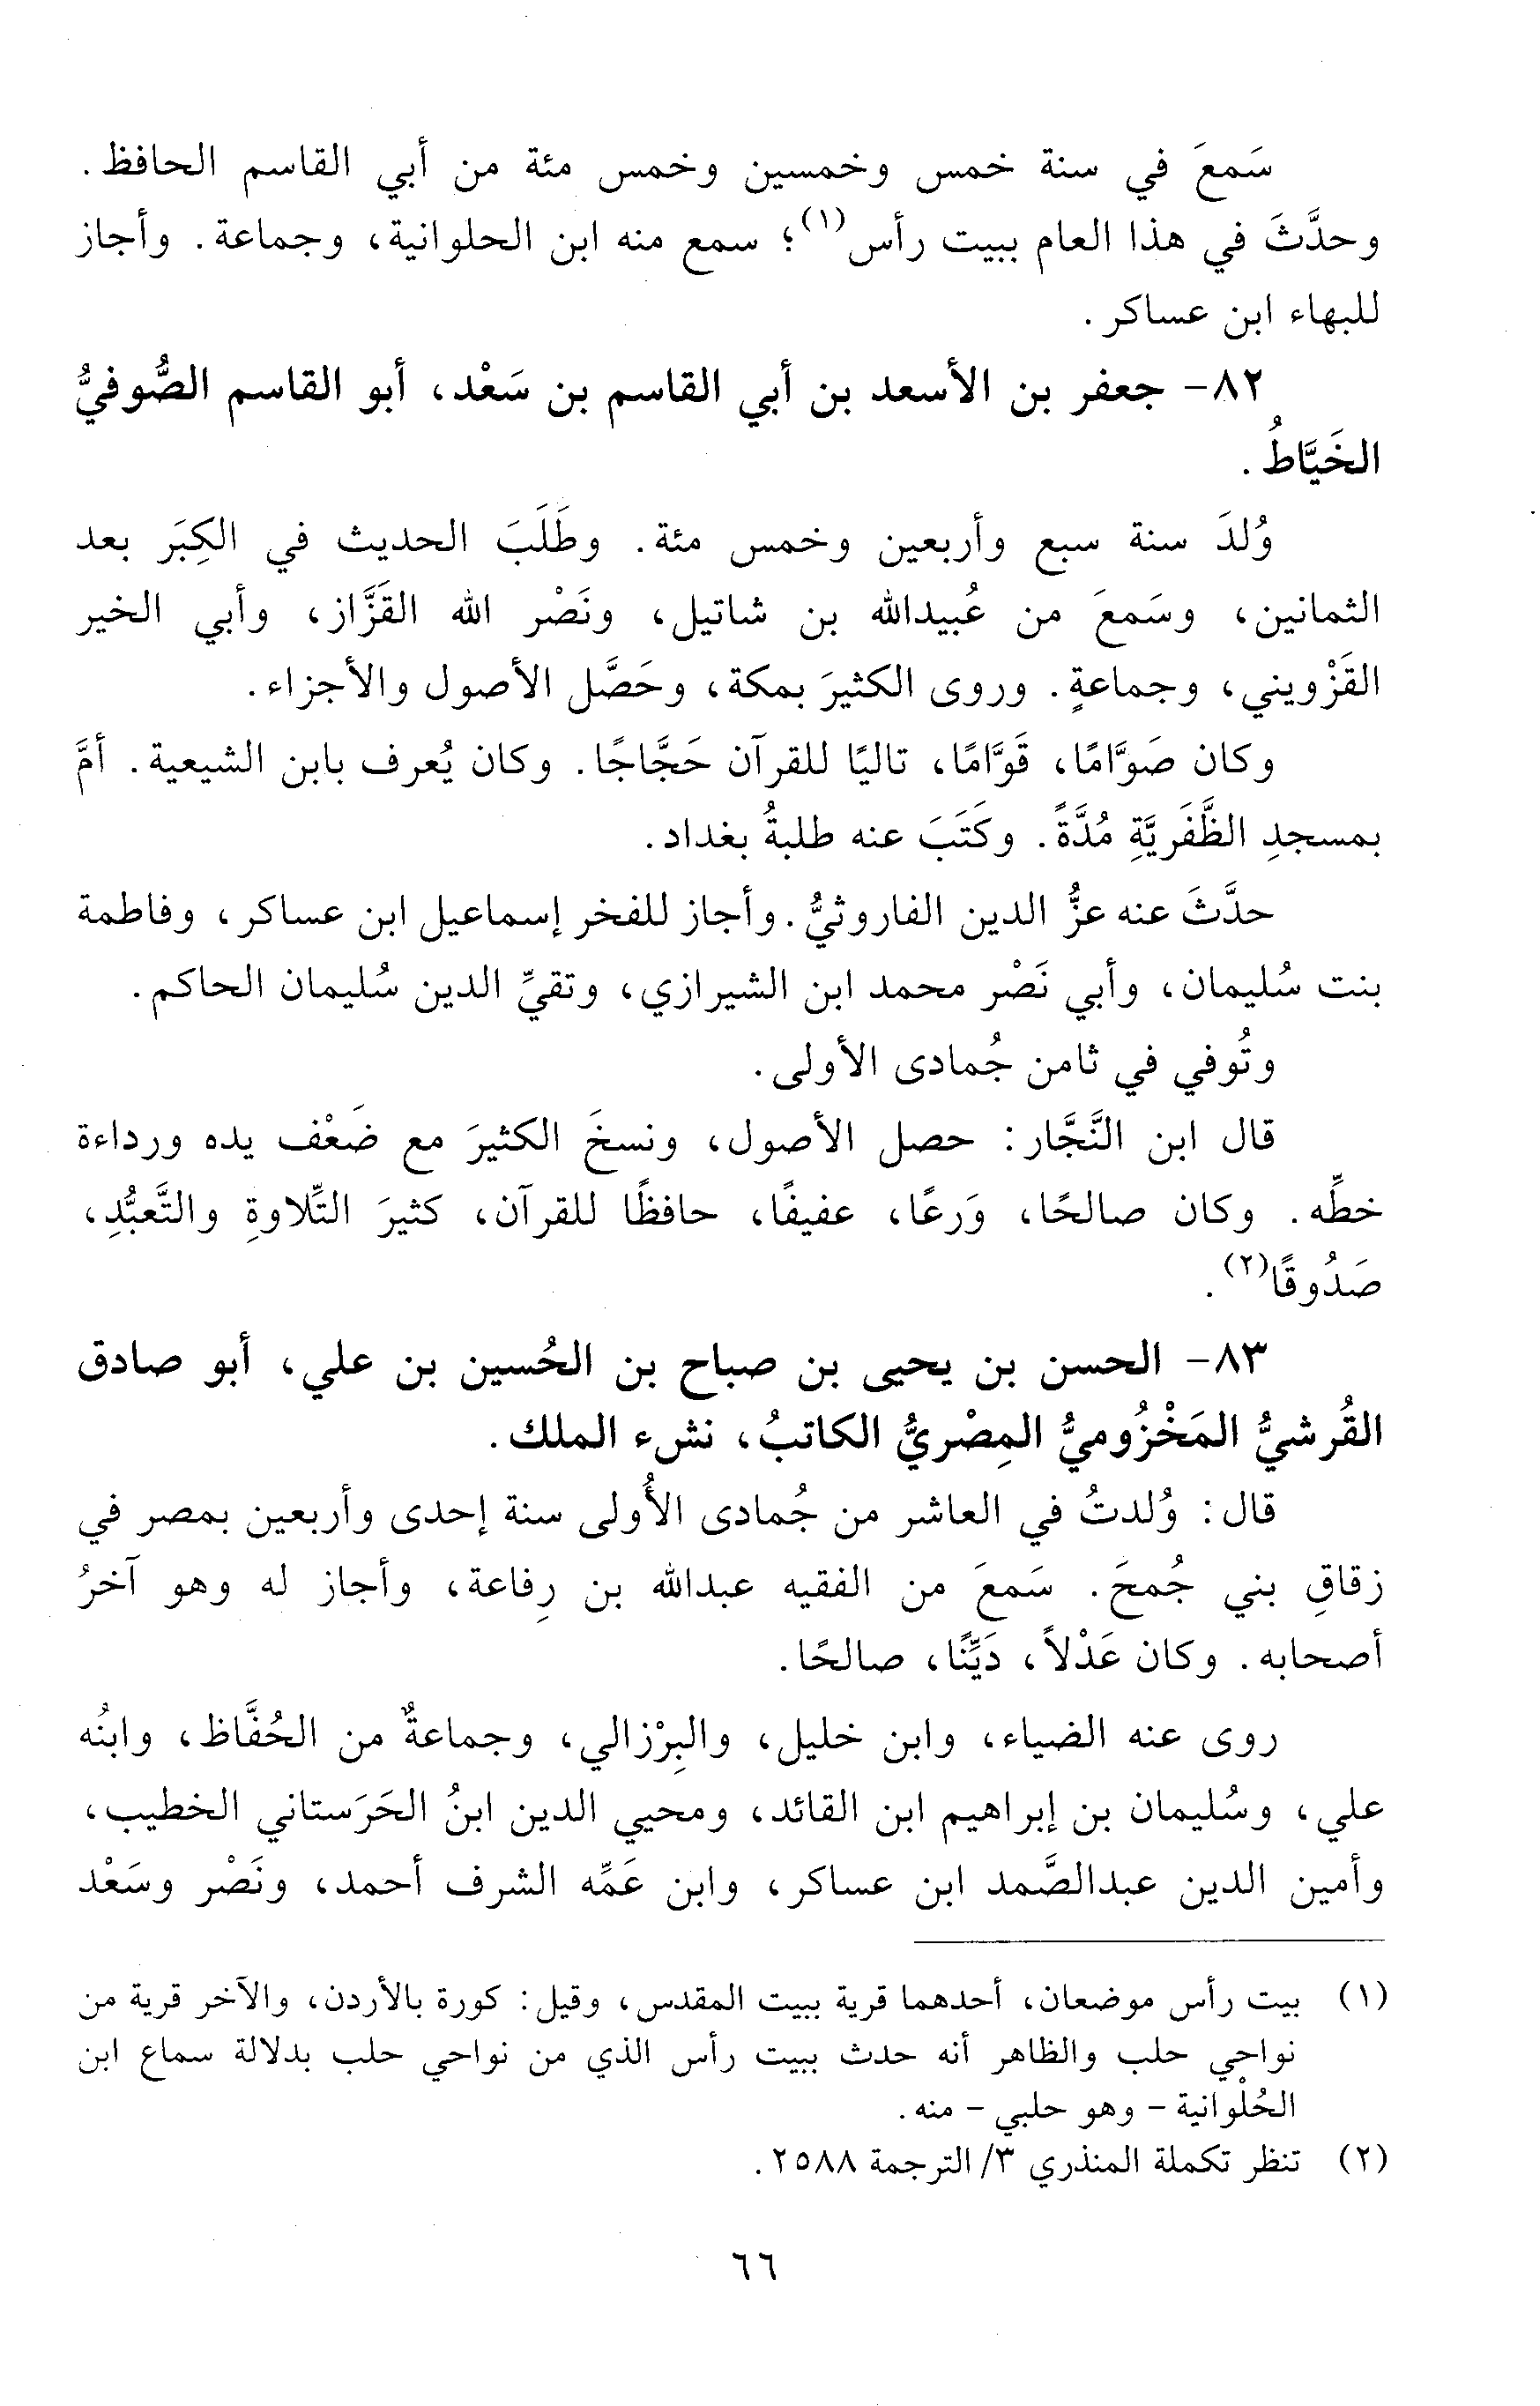 سَمعَ في سنة خمس وخمسين وخمس مئة من أبي القاسم الحافظ.
وحدَّثَ في هذا العام ببيت رأس(١)؛ سمع منه ابن الحلوانية، وجماعة. وأجاز
للبهاء ابن عساكر.
٨٢- جعفر بن الأسعد بن أبي القاسم بن سَعْد، أبو القاسم الصُّوفيُّ
الخَيَّاطُ.
وُلدَ سنة سبع وأربعين وخمس مئة. وطَلَبَ الحديث في الكِبَر بعد
الثمانين، وسَمعَ من عُبيدالله بن شاتيل، ونَصْر الله القَزَّاز، وأبي الخير
القَزْويني، وجماعةٍ. وروى الكثيرَ بمكة، وحَصَّل الأصول والأجزاء.
وكان صَوَّامًا، قَوَّامًا، تاليًا للقرآن حَجَّاجًا. وكان يُعرف بابن الشيعية. أمَّ
بمسجدِ الظَّفَريَّةِ مُدَّةً. وكَتَبَ عنه طلبةُ بغداد.
حدَّثَ عنه عزُّ الدين الفاروثيُّ. وأجاز للفخر إسماعيل ابن عساكر، وفاطمة
بنت سُليمان، وأبي نَصْر محمد ابن الشيرازي، وتقيِّ الدين سُليمان الحاكم.
وتُوفي في ثامن جُمادى الأولى.
قال ابن النَّجَّار: حصل الأصول، ونسخَ الكثيرَ مع ضَعْف يده ورداءة
خطِّه. وكان صالحًا، وَرعًا، عفيفًا، حافظًا للقرآن، كثيرَ التِّلاوةِ والتَّعبُّدِ،
صَدُوقًا(٢).
٨٣- الحسن بن يحيى بن صباح بن الحُسين بن علي، أبو صادق
القُرشيُّ المَخْزُوميُّ المِصْريُّ الكاتبُ، نشء الملك.
قال: وُلدتُ في العاشر من جُمادى الأُولى سنة إحدى وأربعين بمصر في
زقاقِ بني جُمحَ. سَمعَ من الفقيه عبدالله بن رِفاعة، وأجاز له وهو آخرُ
أصحابه. وكان عَدْلاً، دَيِّنًا، صالحًا.
روى عنه الضياء، وابن خليل، والبِرْزالي، وجماعةٌ من الحُفَّاظ، وابنُه
علي، وسُليمان بن إبراهيم ابن القائد، ومحيي الدين ابنُ الحَرَستاني الخطيب،
وأمين الدين عبدالصَّمد ابن عساكر، وابن عَمِّه الشرف أحمد، ونَصْر وسَعْد
(١) بيت رأس موضعان، أحدهما قرية ببيت المقدس، وقيل: كورة بالأردن، والآخر قرية من
نواحي حلب والظاهر أنه حدث ببيت رأس الذي من نواحي حلب بدلالة سماع ابن
الحُلْوانية - وهو حلبي - منه.
(٢) تنظر تكملة المنذري ٣/ الترجمة ٢٥٨٨.
٦٦